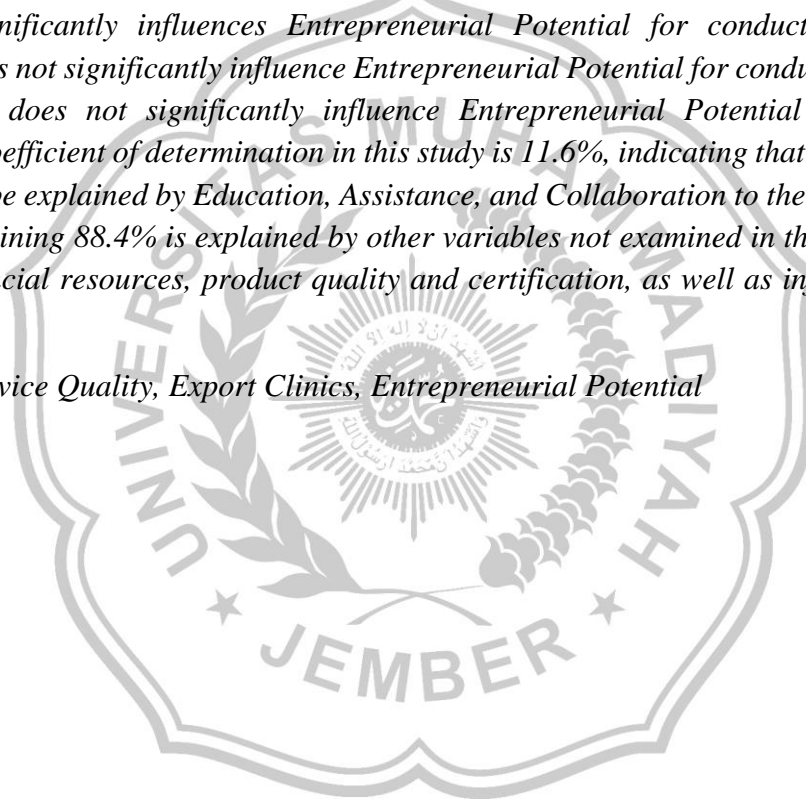 nificantly influences Entrepreneurial Potential for conduct
s not significantly influence Entrepreneurial Potential for condu
does not significantly influence Entrepreneurial Potential
oefficient of determination in this study is 11.6%, indicating that
be explained by Education, Assistance, and Collaboration to the
ining 88.4% is explained by other variables not examined in th
cial resources, product quality and certification, as well as in
vice Quality, Export Clinics, Entrepreneurial Potential
UNIVERSITAS MUHAMMADIYAH
JEMBER